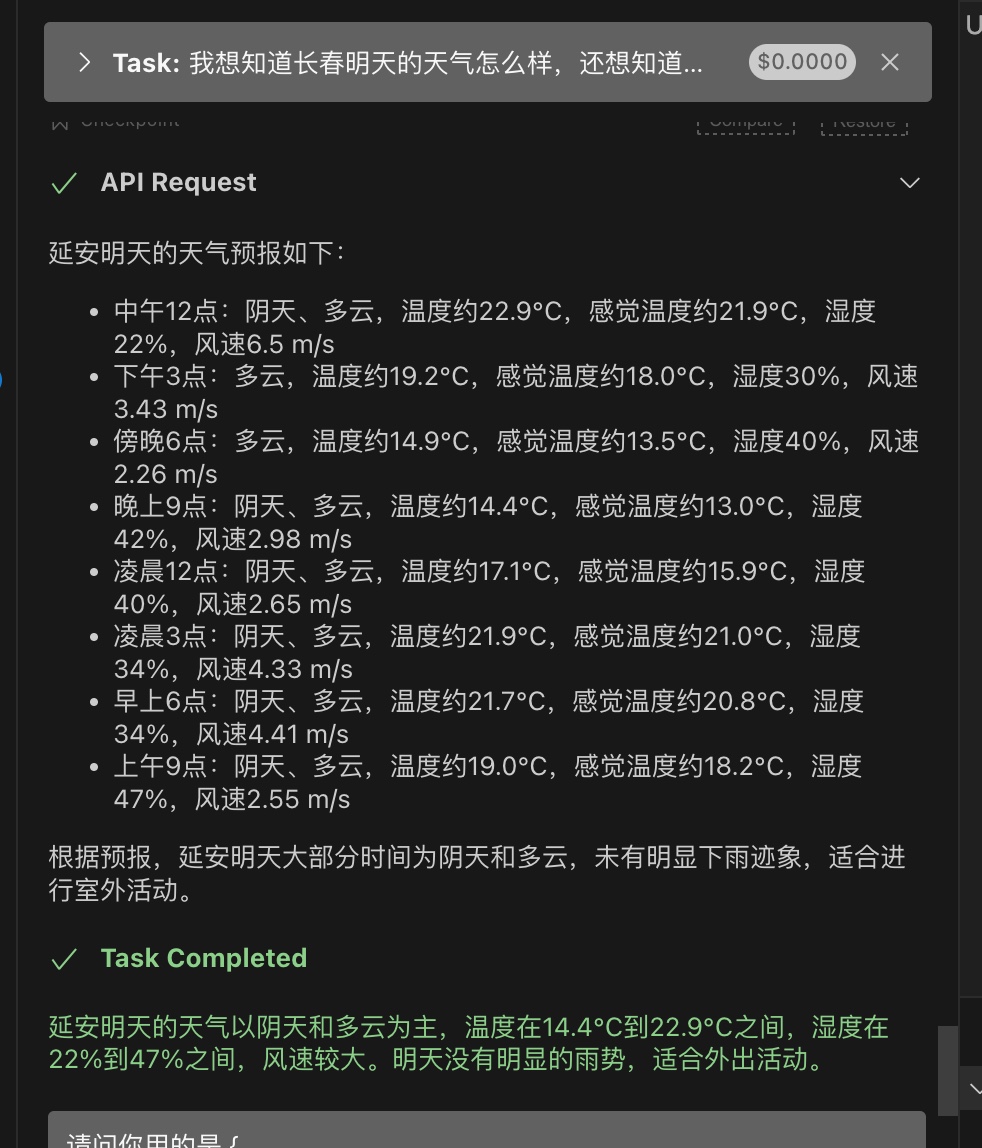 Task: 我想知道长春明天的天气怎么样，还想知道... $0.0000
Checkpoint Compare Restore
API Request
延安明天的天气预报如下：
• 中午12点：阴天、多云，温度约22.9°C，感觉温度约21.9°C，湿度
22%，风速6.5 m/s
• 下午3点：多云，温度约19.2°C，感觉温度约18.0°C，湿度30%，风速
3.43 m/s
• 傍晚6点：多云，温度约14.9°C，感觉温度约13.5°C，湿度40%，风速
2.26 m/s
• 晚上9点：阴天、多云，温度约14.4°C，感觉温度约13.0°C，湿度
42%，风速2.98 m/s
• 凌晨12点：阴天、多云，温度约17.1°C，感觉温度约15.9°C，湿度
40%，风速2.65 m/s
• 凌晨3点：阴天、多云，温度约21.9°C，感觉温度约21.0°C，湿度
34%，风速4.33 m/s
• 早上6点：阴天、多云，温度约21.7°C，感觉温度约20.8°C，湿度
34%，风速4.41 m/s
• 上午9点：阴天、多云，温度约19.0°C，感觉温度约18.2°C，湿度
47%，风速2.55 m/s
根据预报，延安明天大部分时间为阴天和多云，未有明显下雨迹象，适合进
行室外活动。
Task Completed
延安明天的天气以阴天和多云为主，温度在14.4°C到22.9°C之间，湿度在
22%到47%之间，风速较大。明天没有明显的雨势，适合外出活动。
请问你用的是 {